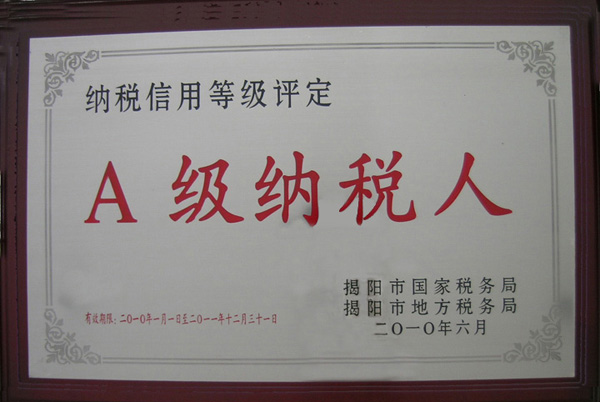 纳税信用等级评定
A 级纳税人
揭阳市国家税务局
揭阳市地方税务局
有效期限：二〇一〇年一月一日至二〇一一年十二月三十一日
二〇一〇年六月